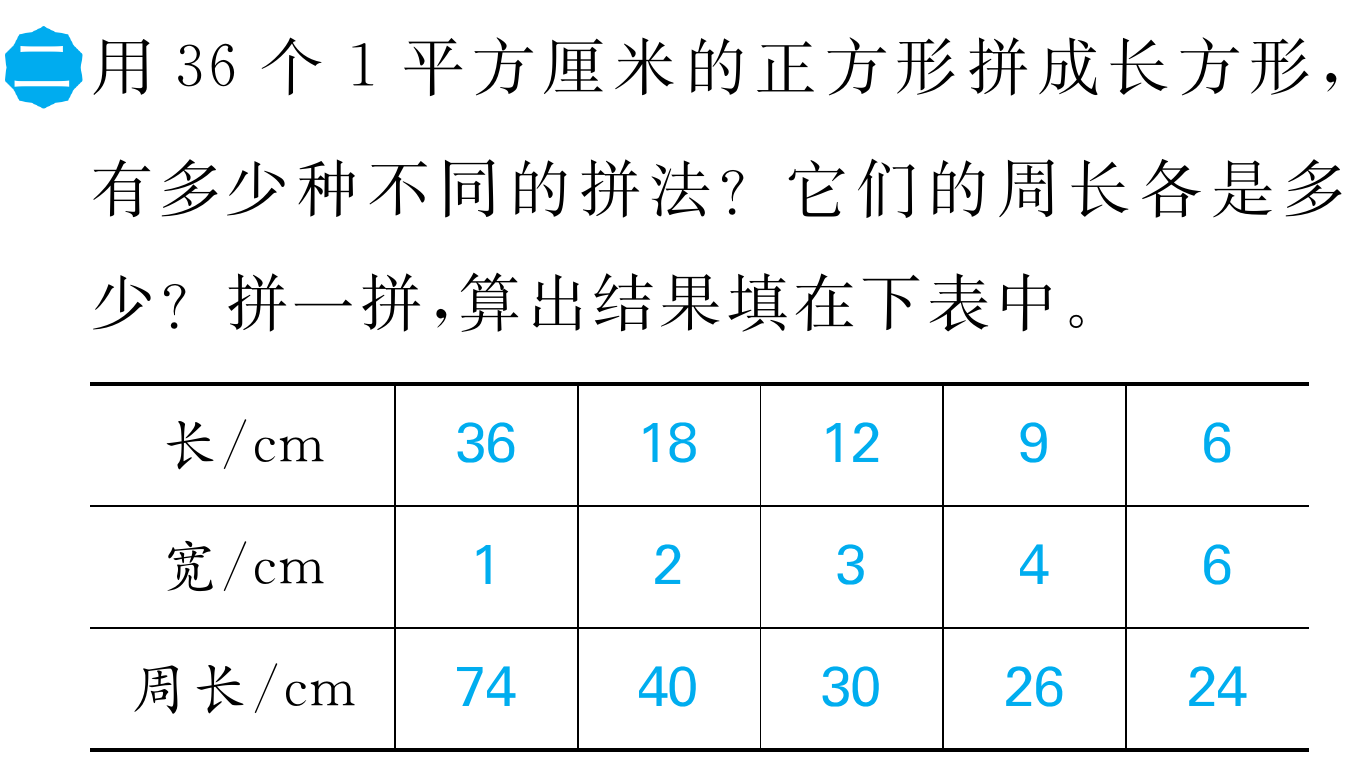 二 用 36 个 1 平方厘米的正方形拼成长方形，
有多少种不同的拼法？它们的周长各是多
少？拼一拼，算出结果填在下表中。
长/cm 36 18 12 9 6
宽/cm 1 2 3 4 6
周长/cm 74 40 30 26 24